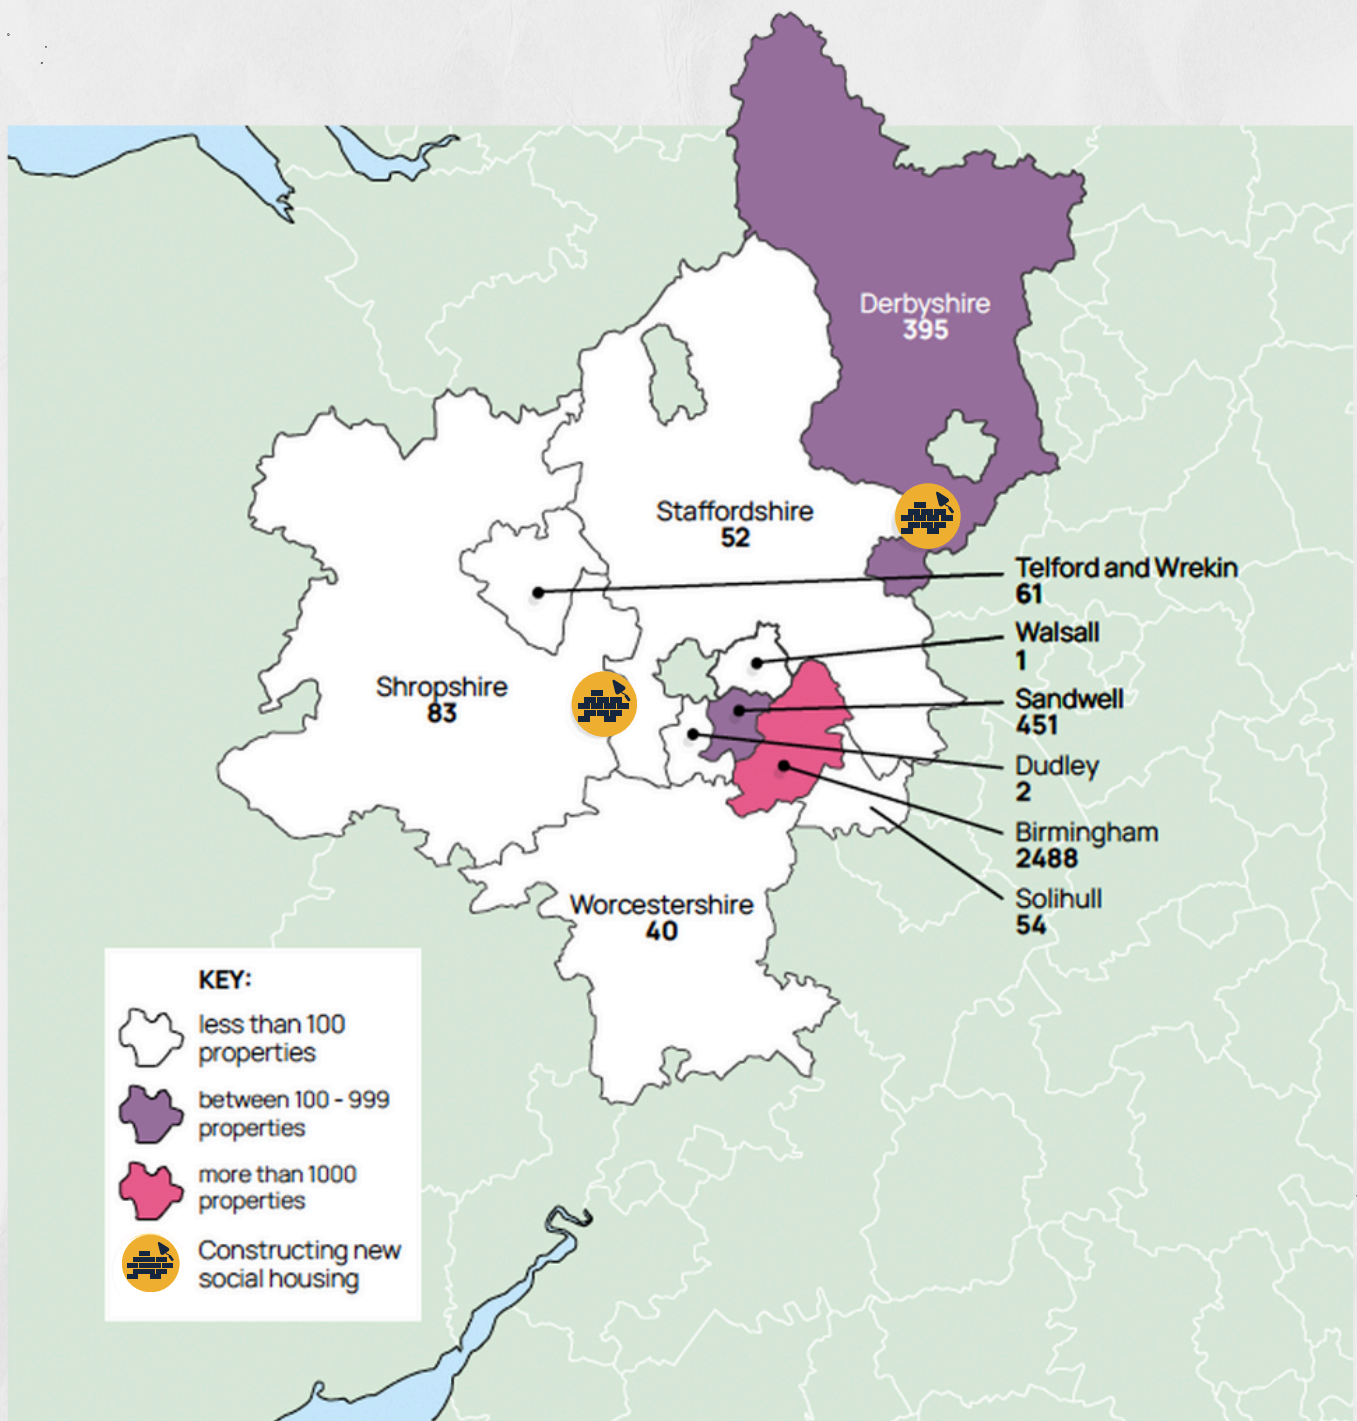 Derbyshire
395
Staffordshire
52
Telford and Wrekin
61
Walsall
1
Shropshire
83
Sandwell
451
Dudley
2
Birmingham
2488
Solihull
54
Worcestershire
40
KEY:
less than 100
properties
between 100 - 999
properties
more than 1000
properties
Constructing new
social housing